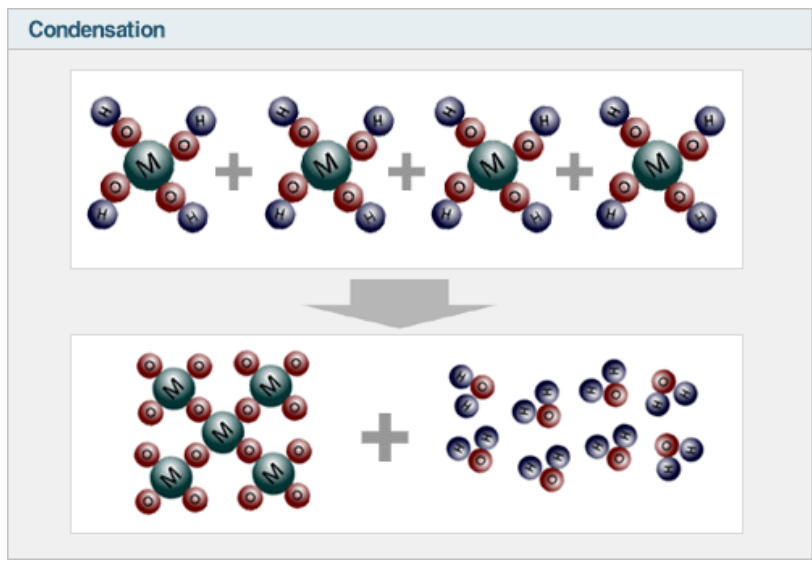 Condensation
H H H H H H H H
O O O O O O O O
M + M + M + M
O O O O O O O O
H H H H H H H H
O O O O
M M
O O O O
M
O O O O
M M
O O O O
+
H O H
H H O
H H O
O H H
H H O
H H O
H H O
O H H